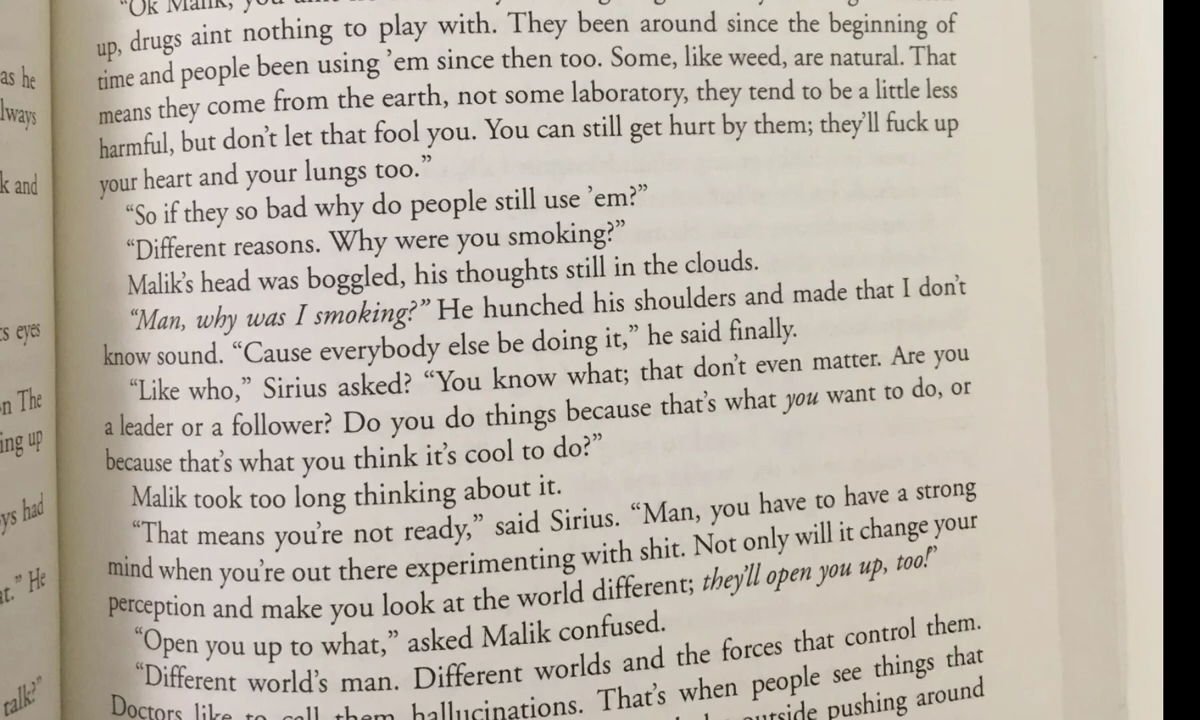 "Ok Malik, you
up, drugs aint nothing to play with. They been around since the beginning of
time and people been using 'em since then too. Some, like weed, are natural. That
means they come from the earth, not some laboratory, they tend to be a little less
harmful, but don't let that fool you. You can still get hurt by them; they'll fuck up
your heart and your lungs too."
"So if they so bad why do people still use 'em?"
"Different reasons. Why were you smoking?"
Malik's head was boggled, his thoughts still in the clouds.
"Man, why was I smoking?" He hunched his shoulders and made that I don't
know sound. "Cause everybody else be doing it," he said finally.
"Like who," Sirius asked? "You know what; that don't even matter. Are you
a leader or a follower? Do you do things because that's what you want to do, or
because that's what you think it's cool to do?"
Malik took too long thinking about it.
"That means you're not ready," said Sirius. "Man, you have to have a strong
mind when you're out there experimenting with shit. Not only will it change your
perception and make you look at the world different; they'll open you up, too!"
"Open you up to what," asked Malik confused.
"Different world's man. Different worlds and the forces that control them.
Doctors like to call them hallucinations. That's when people see things that
outside pushing around
as he
k and
eyes
The
ing up
had
" He
talk?"